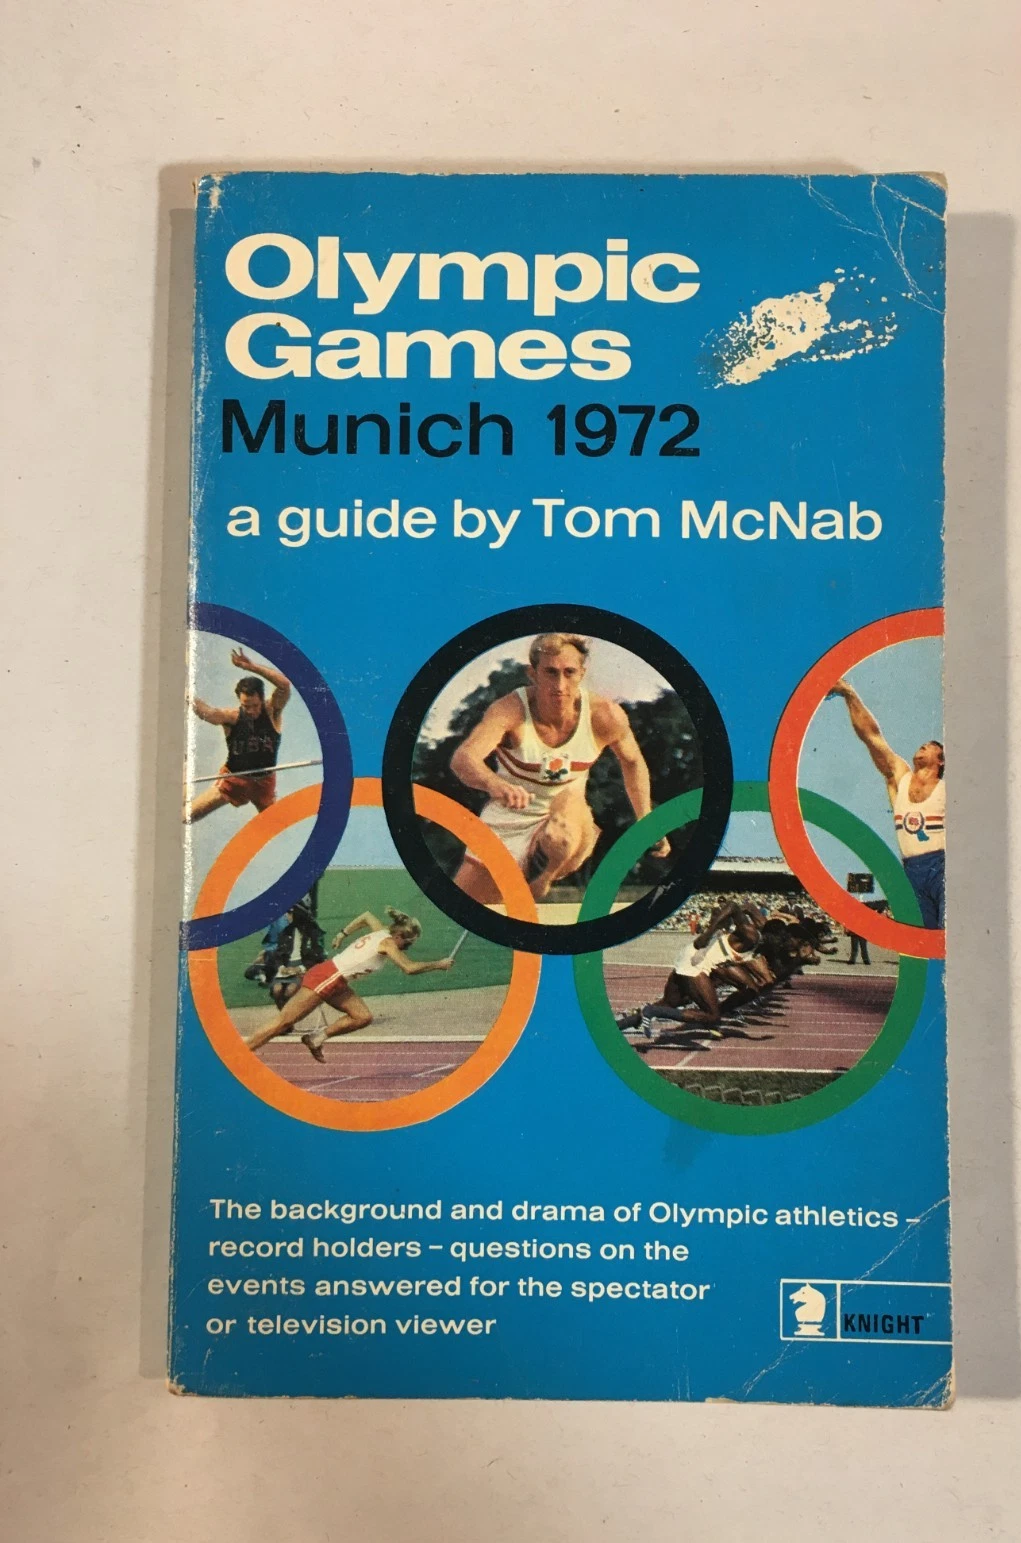 Olympic
Games
Munich 1972
a guide by Tom McNab
USA
The background and drama of Olympic athletics –
record holders – questions on the
events answered for the spectator
or television viewer
KNIGHT